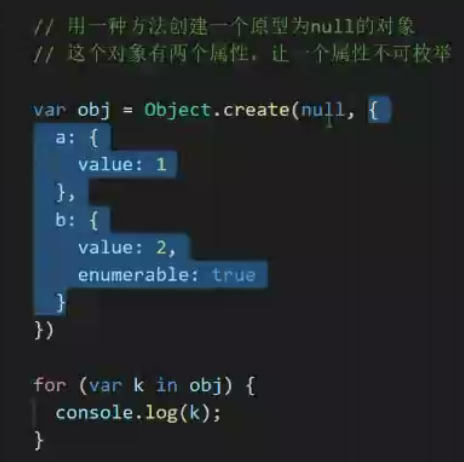 // 用一种方法创建一个原型为null的对象
// 这个对象有两个属性，让一个属性不可枚举
var obj = Object.create(null, {
a: {
value: 1
},
b: {
value: 2,
enumerable: true
}
})
for (var k in obj) {
console.log(k);
}